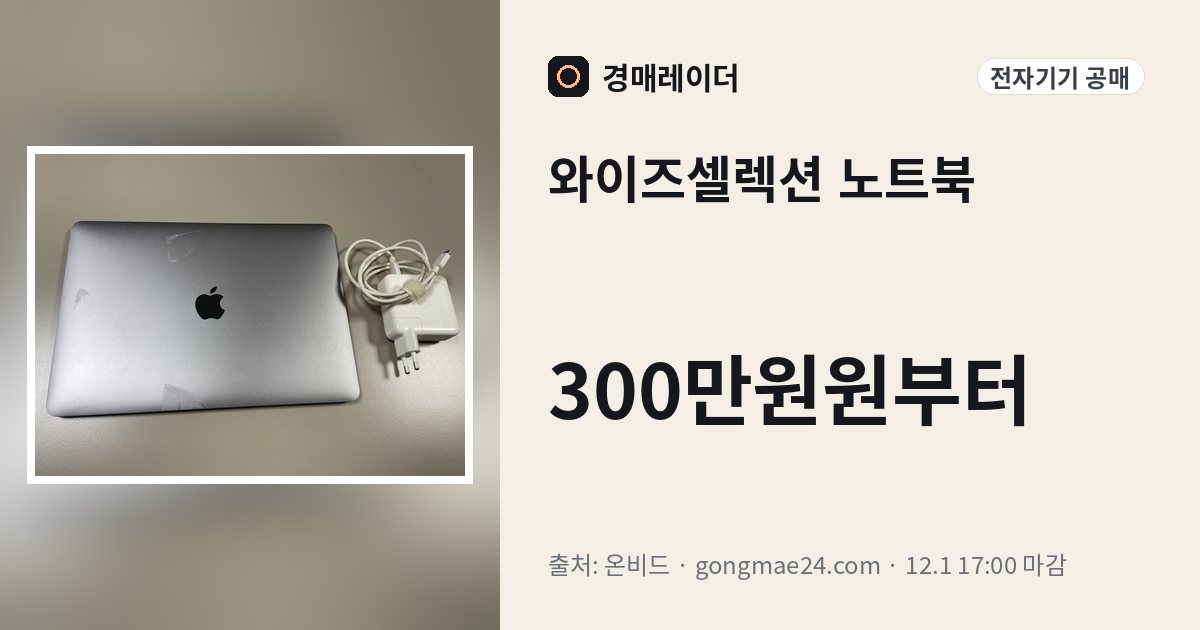 경매레이더
전자기기 공매
와이즈셀렉션 노트북
300만원원부터
출처: 온비드 · gongmae24.com · 12.1 17:00 마감